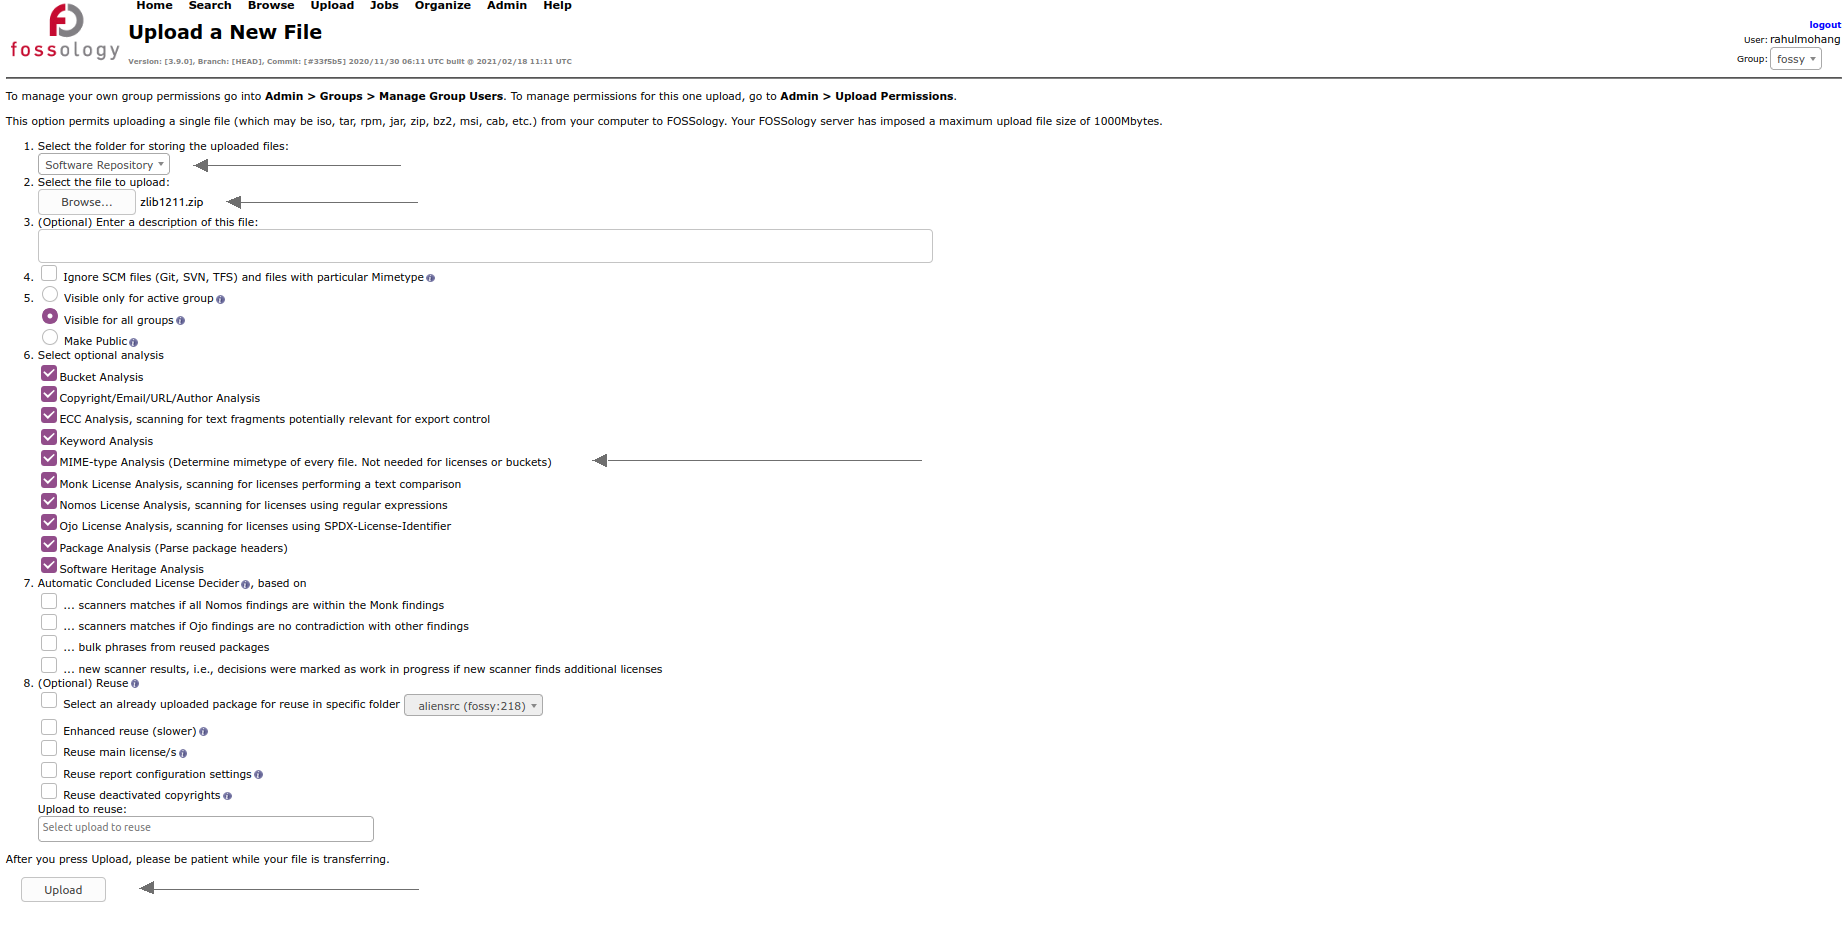 Home Search Browse Upload Jobs Organize Admin Help
fossology
Upload a New File
Version: [3.9.0], Branch: [HEAD], Commit: [#33f5b5] 2020/11/30 06:11 UTC built @ 2021/02/18 11:11 UTC
logout
User: rahulmohang
Group: fossy
To manage your own group permissions go into Admin > Groups > Manage Group Users. To manage permissions for this one upload, go to Admin > Upload Permissions.
This option permits uploading a single file (which may be iso, tar, rpm, jar, zip, bz2, msi, cab, etc.) from your computer to FOSSology. Your FOSSology server has imposed a maximum upload file size of 1000Mbytes.
1. Select the folder for storing the uploaded files:
Software Repository
2. Select the file to upload:
Browse... zlib1211.zip
3. (Optional) Enter a description of this file:
4. Ignore SCM files (Git, SVN, TFS) and files with particular Mimetype i
5. Visible only for active group i
Visible for all groups i
Make Public i
6. Select optional analysis
Bucket Analysis
Copyright/Email/URL/Author Analysis
ECC Analysis, scanning for text fragments potentially relevant for export control
Keyword Analysis
MIME-type Analysis (Determine mimetype of every file. Not needed for licenses or buckets)
Monk License Analysis, scanning for licenses performing a text comparison
Nomos License Analysis, scanning for licenses using regular expressions
Ojo License Analysis, scanning for licenses using SPDX-License-Identifier
Package Analysis (Parse package headers)
Software Heritage Analysis
7. Automatic Concluded License Decider i, based on
... scanners matches if all Nomos findings are within the Monk findings
... scanners matches if Ojo findings are no contradiction with other findings
... bulk phrases from reused packages
... new scanner results, i.e., decisions were marked as work in progress if new scanner finds additional licenses
8. (Optional) Reuse i
Select an already uploaded package for reuse in specific folder aliensrc (fossy:218)
Enhanced reuse (slower) i
Reuse main license/s i
Reuse report configuration settings i
Reuse deactivated copyrights i
Upload to reuse:
Select upload to reuse
After you press Upload, please be patient while your file is transferring.
Upload